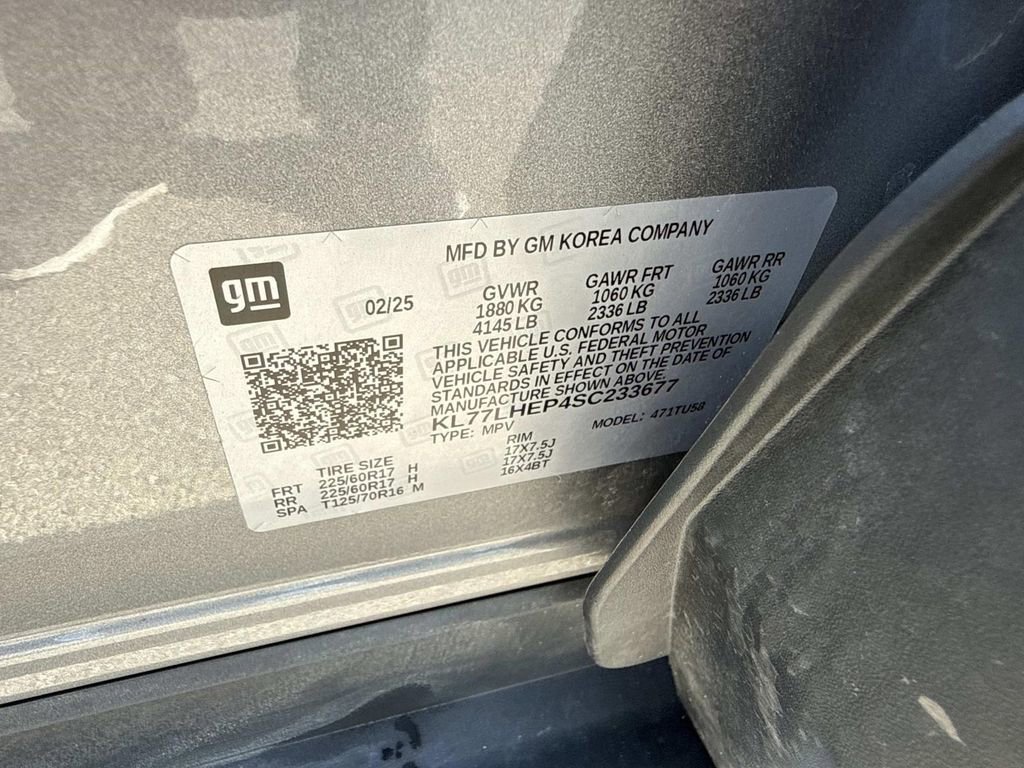 MFD BY GM KOREA COMPANY
gm
02/25
GVWR
1880 KG
4145 LB
GAWR FRT
1060 KG
2336 LB
GAWR RR
1060 KG
2336 LB
THIS VEHICLE CONFORMS TO ALL
APPLICABLE U.S. FEDERAL MOTOR
VEHICLE SAFETY AND THEFT PREVENTION
STANDARDS IN EFFECT ON THE DATE OF
MANUFACTURE SHOWN ABOVE.
KL77LHEP4SC233677
TYPE: MPV
MODEL: 471TU58
TIRE SIZE RIM
FRT 225/60R17 H 17X7.5J
RR 225/60R17 H 17X7.5J
SPA T125/70R16 M 16X4BT